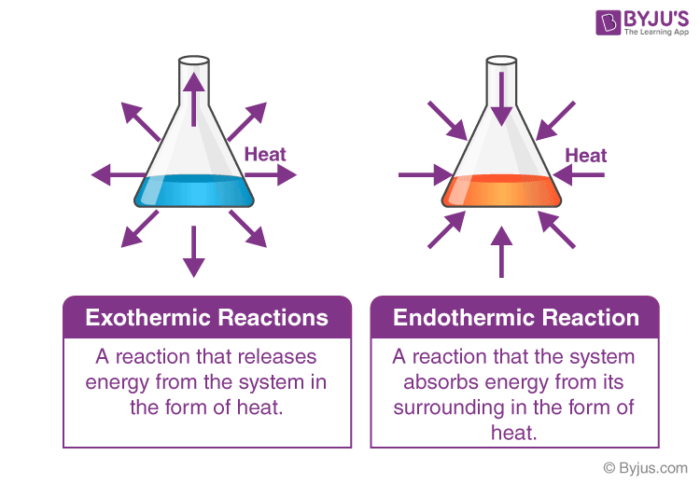 BYJU'S
The Learning App
Heat
Heat
Exothermic Reactions
A reaction that releases
energy from the system in
the form of heat.
Endothermic Reaction
A reaction that the system
absorbs energy from its
surrounding in the form of
heat.
© Byjus.com